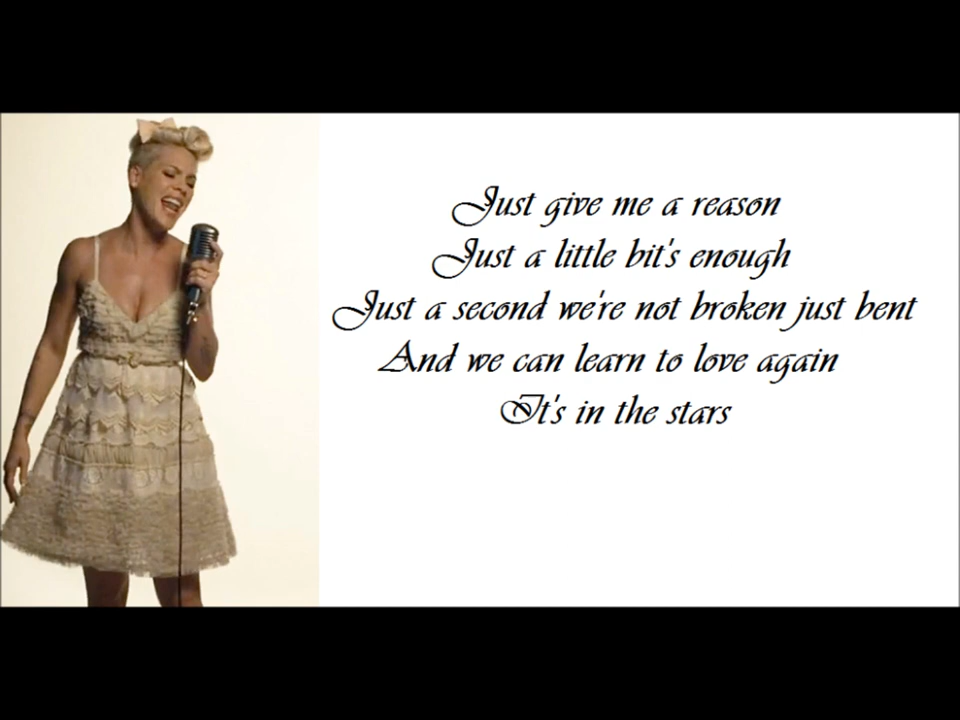 Just give me a reason
Just a little bit's enough
Just a second we're not broken just bent
And we can learn to love again
It's in the stars